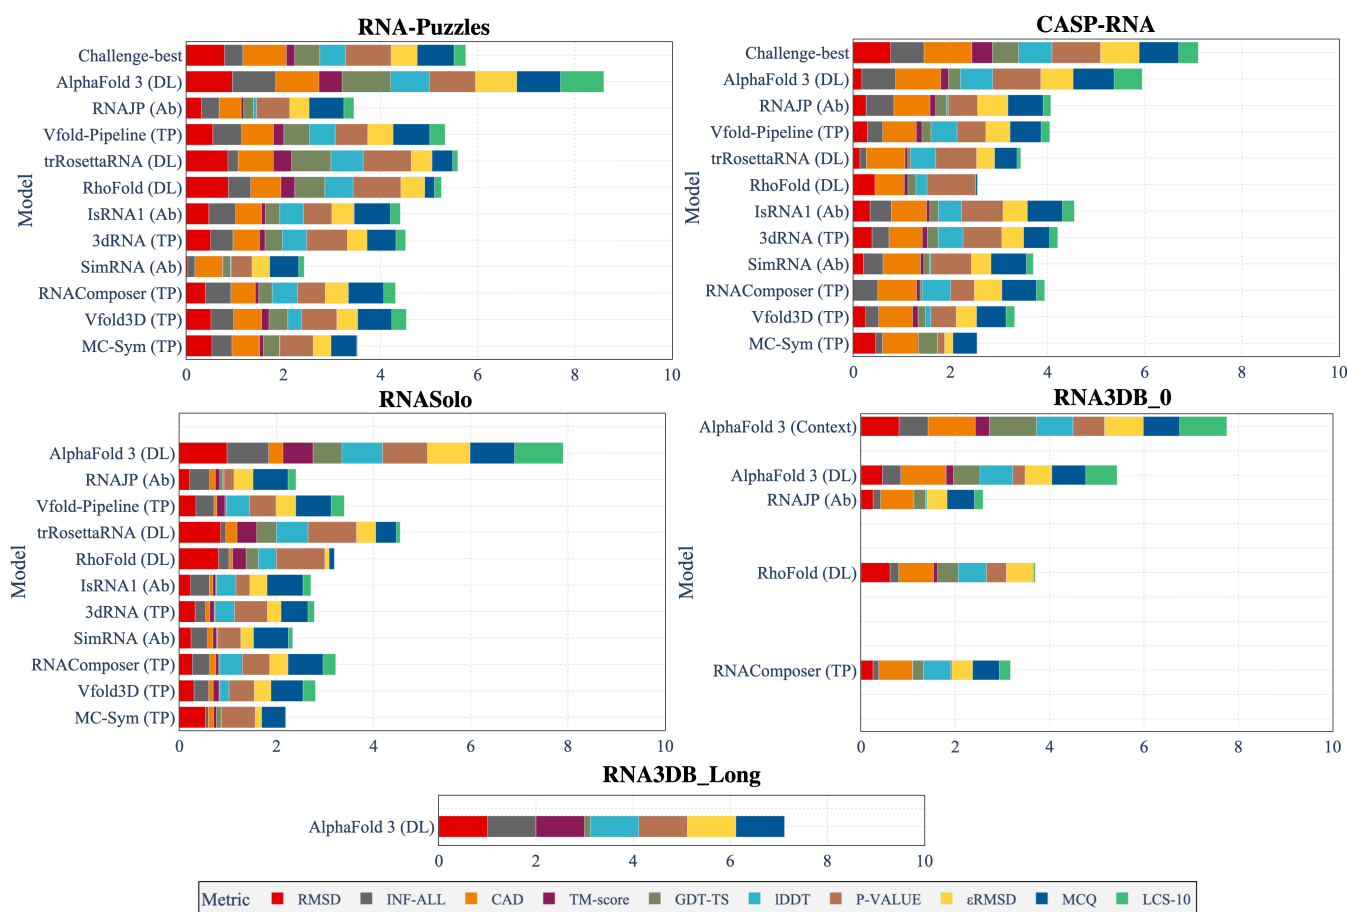 RNA-Puzzles
Model
Challenge-best
AlphaFold 3 (DL)
RNAJP (Ab)
Vfold-Pipeline (TP)
trRosettaRNA (DL)
RhoFold (DL)
IsRNA1 (Ab)
3dRNA (TP)
SimRNA (Ab)
RNAComposer (TP)
Vfold3D (TP)
MC-Sym (TP)
0 2 4 6 8 10
CASP-RNA
Model
Challenge-best
AlphaFold 3 (DL)
RNAJP (Ab)
Vfold-Pipeline (TP)
trRosettaRNA (DL)
RhoFold (DL)
IsRNA1 (Ab)
3dRNA (TP)
SimRNA (Ab)
RNAComposer (TP)
Vfold3D (TP)
MC-Sym (TP)
0 2 4 6 8 10
RNASolo
Model
AlphaFold 3 (DL)
RNAJP (Ab)
Vfold-Pipeline (TP)
trRosettaRNA (DL)
RhoFold (DL)
IsRNA1 (Ab)
3dRNA (TP)
SimRNA (Ab)
RNAComposer (TP)
Vfold3D (TP)
MC-Sym (TP)
0 2 4 6 8 10
RNA3DB_0
Model
AlphaFold 3 (Context)
AlphaFold 3 (DL)
RNAJP (Ab)
RhoFold (DL)
RNAComposer (TP)
0 2 4 6 8 10
RNA3DB_Long
AlphaFold 3 (DL)
0 2 4 6 8 10
Metric RMSD INF-ALL CAD TM-score GDT-TS lDDT P-VALUE εRMSD MCQ LCS-10